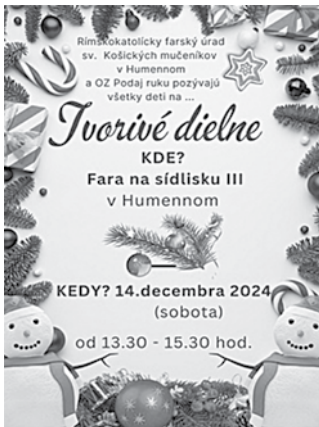 Rímskokatolícky farský úrad
sv. Košických mučeníkov
v Humennom
a OZ Podaj ruku pozývajú
všetky deti na ...
Tvorivé dielne
KDE?
Fara na sídlisku III
v Humennom
KEDY? 14.decembra 2024
(sobota)
od 13.30 - 15.30 hod.